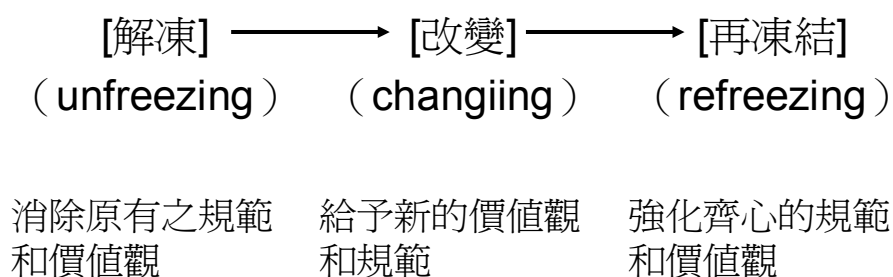 [解凍] [改變] [再凍結]
（unfreezing） （changiing） （refreezing）
消除原有之規範 給予新的價值觀 強化齊心的規範
和價值觀 和規範 和價值觀